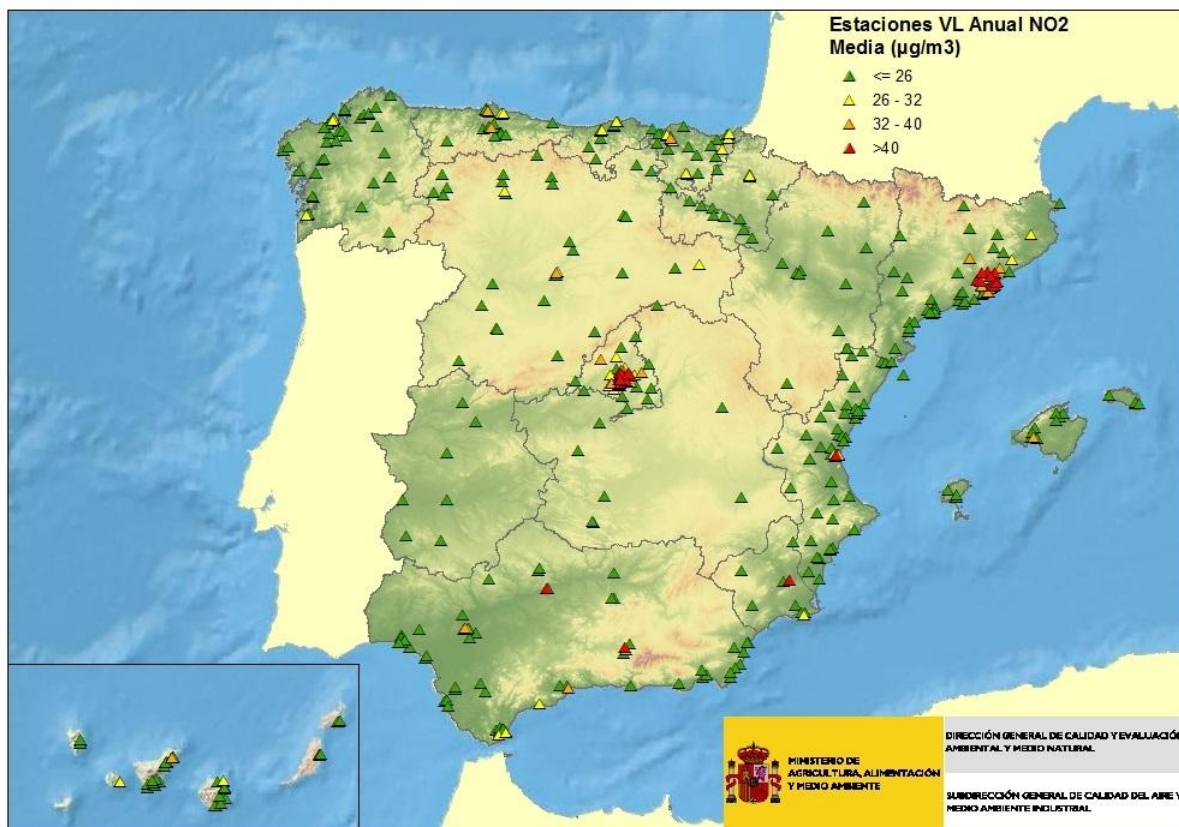 Estaciones VL Anual NO2
Media (µg/m3)
<= 26
26 - 32
32 - 40
>40
MINISTERIO DE
AGRICULTURA, ALIMENTACIÓN
Y MEDIO AMBIENTE
DIRECCIÓN GENERAL DE CALIDAD Y EVALUACIÓN
AMBIENTAL Y MEDIO NATURAL
SUBDIRECCIÓN GENERAL DE CALIDAD DEL AIRE Y
MEDIO AMBIENTE INDUSTRIAL